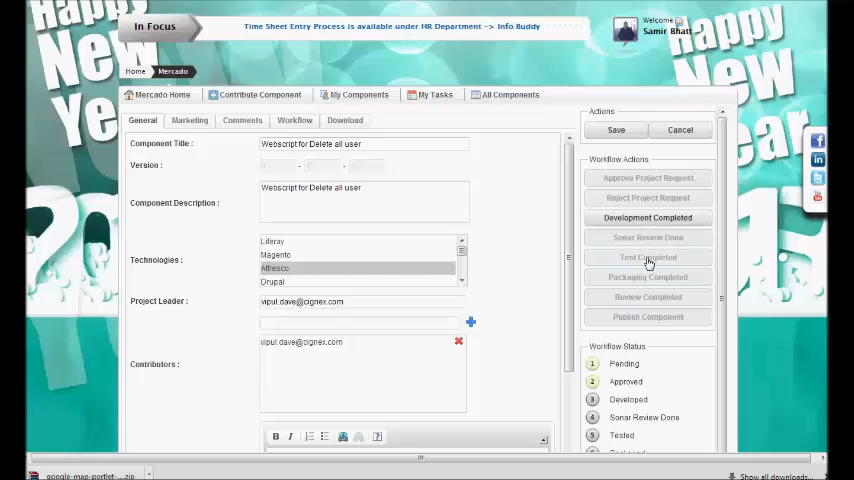 Happy
New
Year
In Focus
Time Sheet Entry Process is available under HR Department --> Info Buddy
Welcome
Samir Bhatt
Happy
New
Year
Home
Mercado
Mercado Home
Contribute Component
My Components
My Tasks
All Components
General
Marketing
Comments
Workflow
Download
Component Title :
Webscript for Delete all user
Version :
- -
Component Description :
Webscript for Delete all user
Technologies :
Liferay
Magento
Alfresco
Drupal
Project Leader :
vipul.dave@cignex.com
Contributors :
vipul.dave@cignex.com
B I
Actions
Save
Cancel
Workflow Actions
Approve Project Request
Reject Project Request
Development Completed
Sonar Review Done
Test Completed
Packaging Completed
Review Completed
Publish Component
Workflow Status
1 Pending
2 Approved
3 Developed
4 Sonar Review Done
5 Tested
google-map-portlet-....zip
Show all downloads...